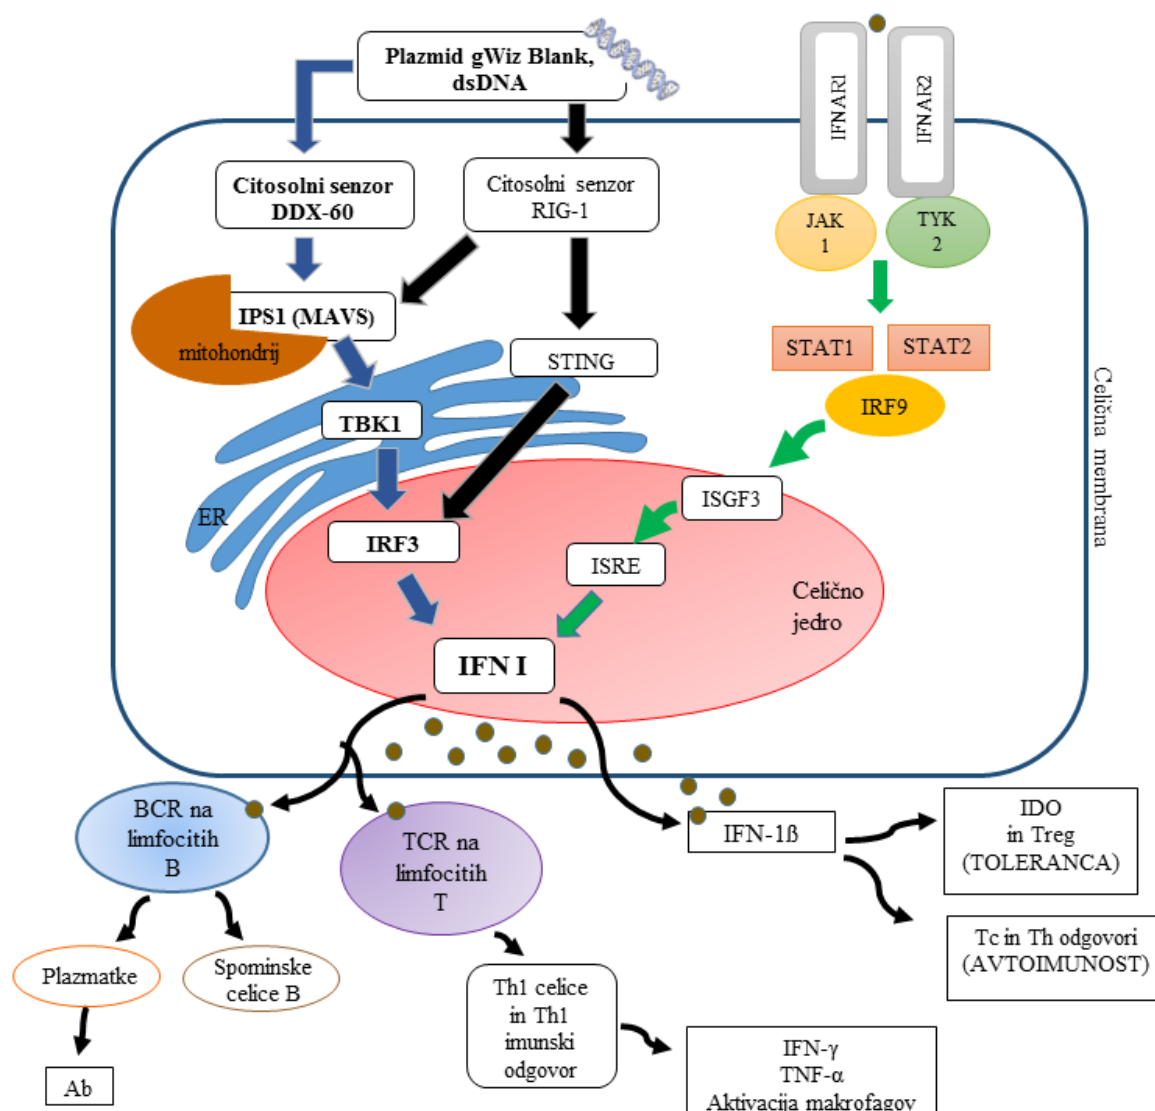 Plazmid gWiz Blank,
dsDNA
IFNAR1
IFNAR2
Citosolni senzor
DDX-60
Citosolni senzor
RIG-1
JAK
1
TYK
2
IPS1 (MAVS)
mitohondrij
STING
STAT1
STAT2
IRF9
Celična membrana
TBK1
ER
ISGF3
IRF3
ISRE
Celično
jedro
IFN I
BCR na
limfocitih
B
TCR na
limfocitih
T
IFN-1ß
IDO
in Treg
(TOLERANCA)
Tc in Th odgovori
(AVTOIMUNOST)
Plazmatke
Spominske
celice B
Th1 celice
in Th1
imunski
odgovor
Ab
IFN-γ
TNF-α
Aktivacija makrofagov